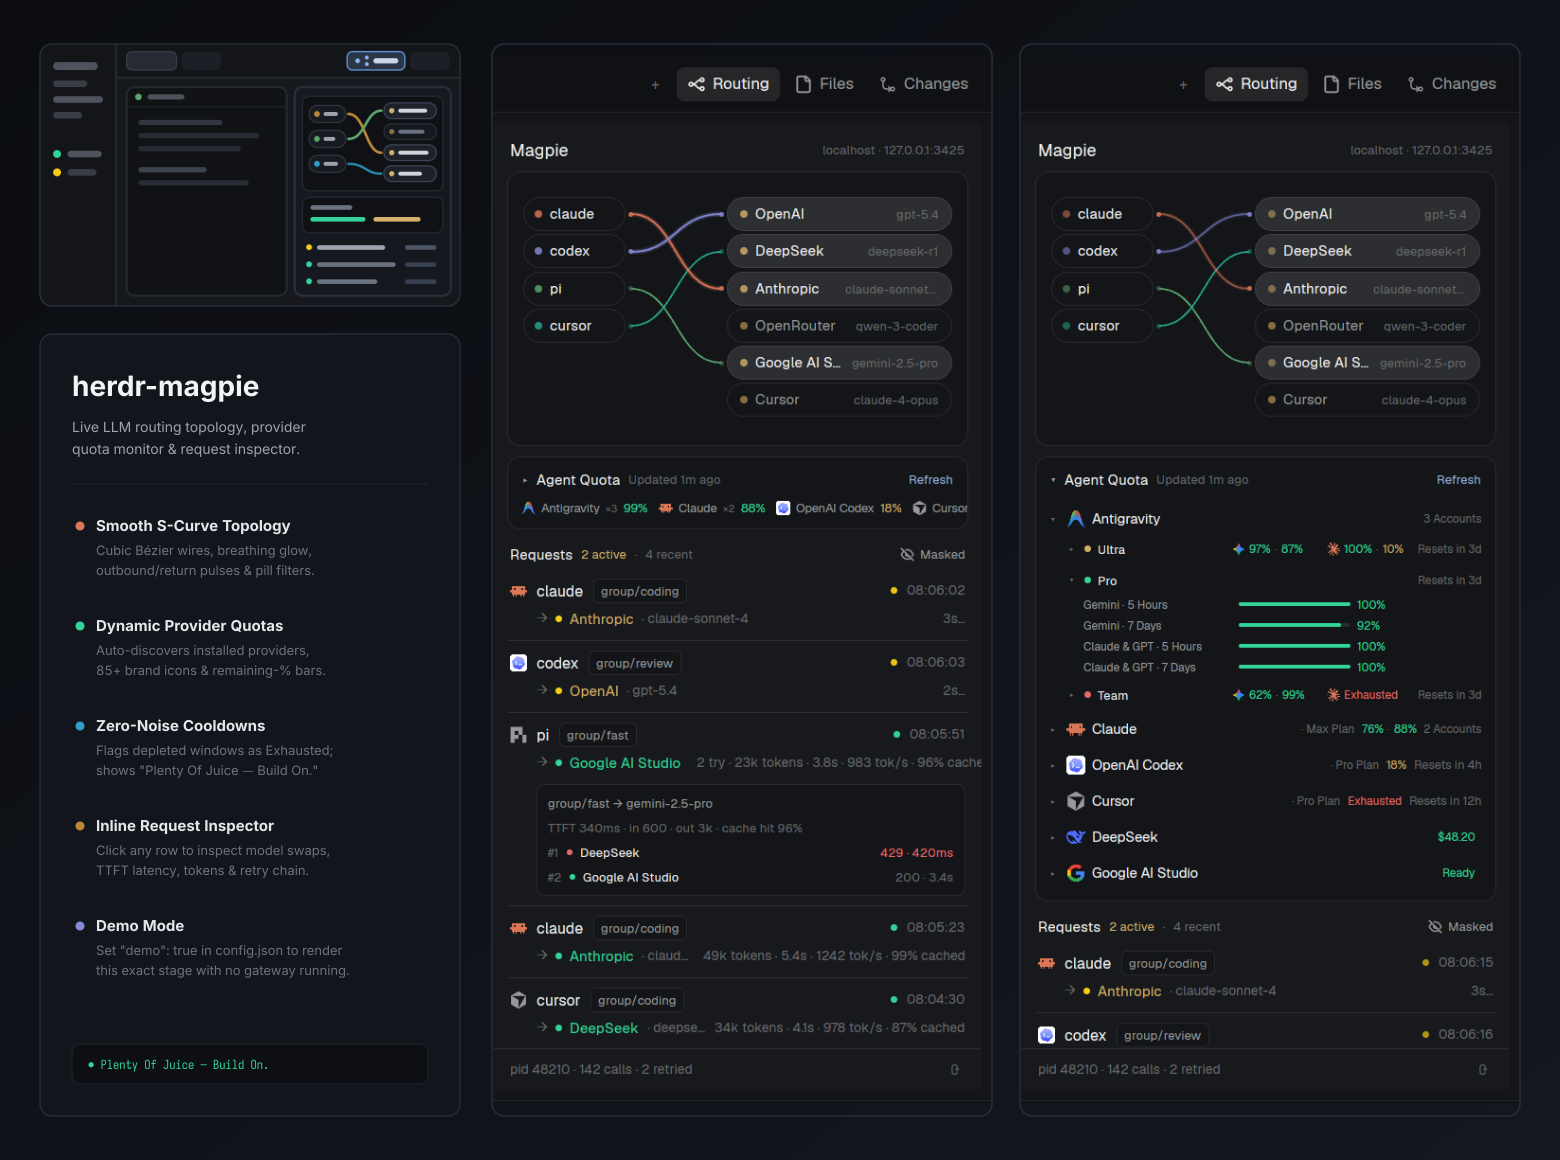 herdr-magpie
Live LLM routing topology, provider
quota monitor & request inspector.
Smooth S-Curve Topology
Cubic Bézier wires, breathing glow,
outbound/return pulses & pill filters.
Dynamic Provider Quotas
Auto-discovers installed providers,
85+ brand icons & remaining-% bars.
Zero-Noise Cooldowns
Flags depleted windows as Exhausted;
shows "Plenty Of Juice — Build On."
Inline Request Inspector
Click any row to inspect model swaps,
TTFT latency, tokens & retry chain.
Demo Mode
Set "demo": true in config.json to render
this exact stage with no gateway running.
Plenty Of Juice — Build On.
+ Routing Files Changes
Magpie localhost · 127.0.0.1:3425
claude OpenAI gpt-5.4
codex DeepSeek deepseek-r1
pi Anthropic claude-sonnet...
cursor OpenRouter qwen-3-coder
Google AI S... gemini-2.5-pro
Cursor claude-4-opus
Agent Quota Updated 1m ago Refresh
Antigravity ×3 99% Claude ×2 88% OpenAI Codex 18% Cursor
Requests 2 active · 4 recent Masked
claude group/coding 08:06:02
→ Anthropic · claude-sonnet-4 3s...
codex group/review 08:06:03
→ OpenAI · gpt-5.4 2s...
pi group/fast 08:05:51
→ Google AI Studio 2 try · 23k tokens · 3.8s · 983 tok/s · 96% cache
group/fast → gemini-2.5-pro
TTFT 340ms · in 600 · out 3k · cache hit 96%
#1 DeepSeek 429 · 420ms
#2 Google AI Studio 200 · 3.4s
claude group/coding 08:05:23
→ Anthropic · claud... 49k tokens · 5.4s · 1242 tok/s · 99% cached
cursor group/coding 08:04:30
→ DeepSeek · deepse... 34k tokens · 4.1s · 978 tok/s · 87% cached
pid 48210 · 142 calls · 2 retried
+ Routing Files Changes
Magpie localhost · 127.0.0.1:3425
claude OpenAI gpt-5.4
codex DeepSeek deepseek-r1
pi Anthropic claude-sonnet...
cursor OpenRouter qwen-3-coder
Google AI S... gemini-2.5-pro
Cursor claude-4-opus
Agent Quota Updated 1m ago Refresh
Antigravity 3 Accounts
Ultra 97% · 87% 100% · 10% Resets in 3d
Pro Resets in 3d
Gemini · 5 Hours 100%
Gemini · 7 Days 92%
Claude & GPT · 5 Hours 100%
Claude & GPT · 7 Days 100%
Team 62% · 99% Exhausted Resets in 3d
Claude · Max Plan 76% · 88% 2 Accounts
OpenAI Codex · Pro Plan 18% Resets in 4h
Cursor · Pro Plan Exhausted Resets in 12h
DeepSeek $48.20
Google AI Studio Ready
Requests 2 active · 4 recent Masked
claude group/coding 08:06:15
→ Anthropic · claude-sonnet-4 3s...
codex group/review 08:06:16
pid 48210 · 142 calls · 2 retried